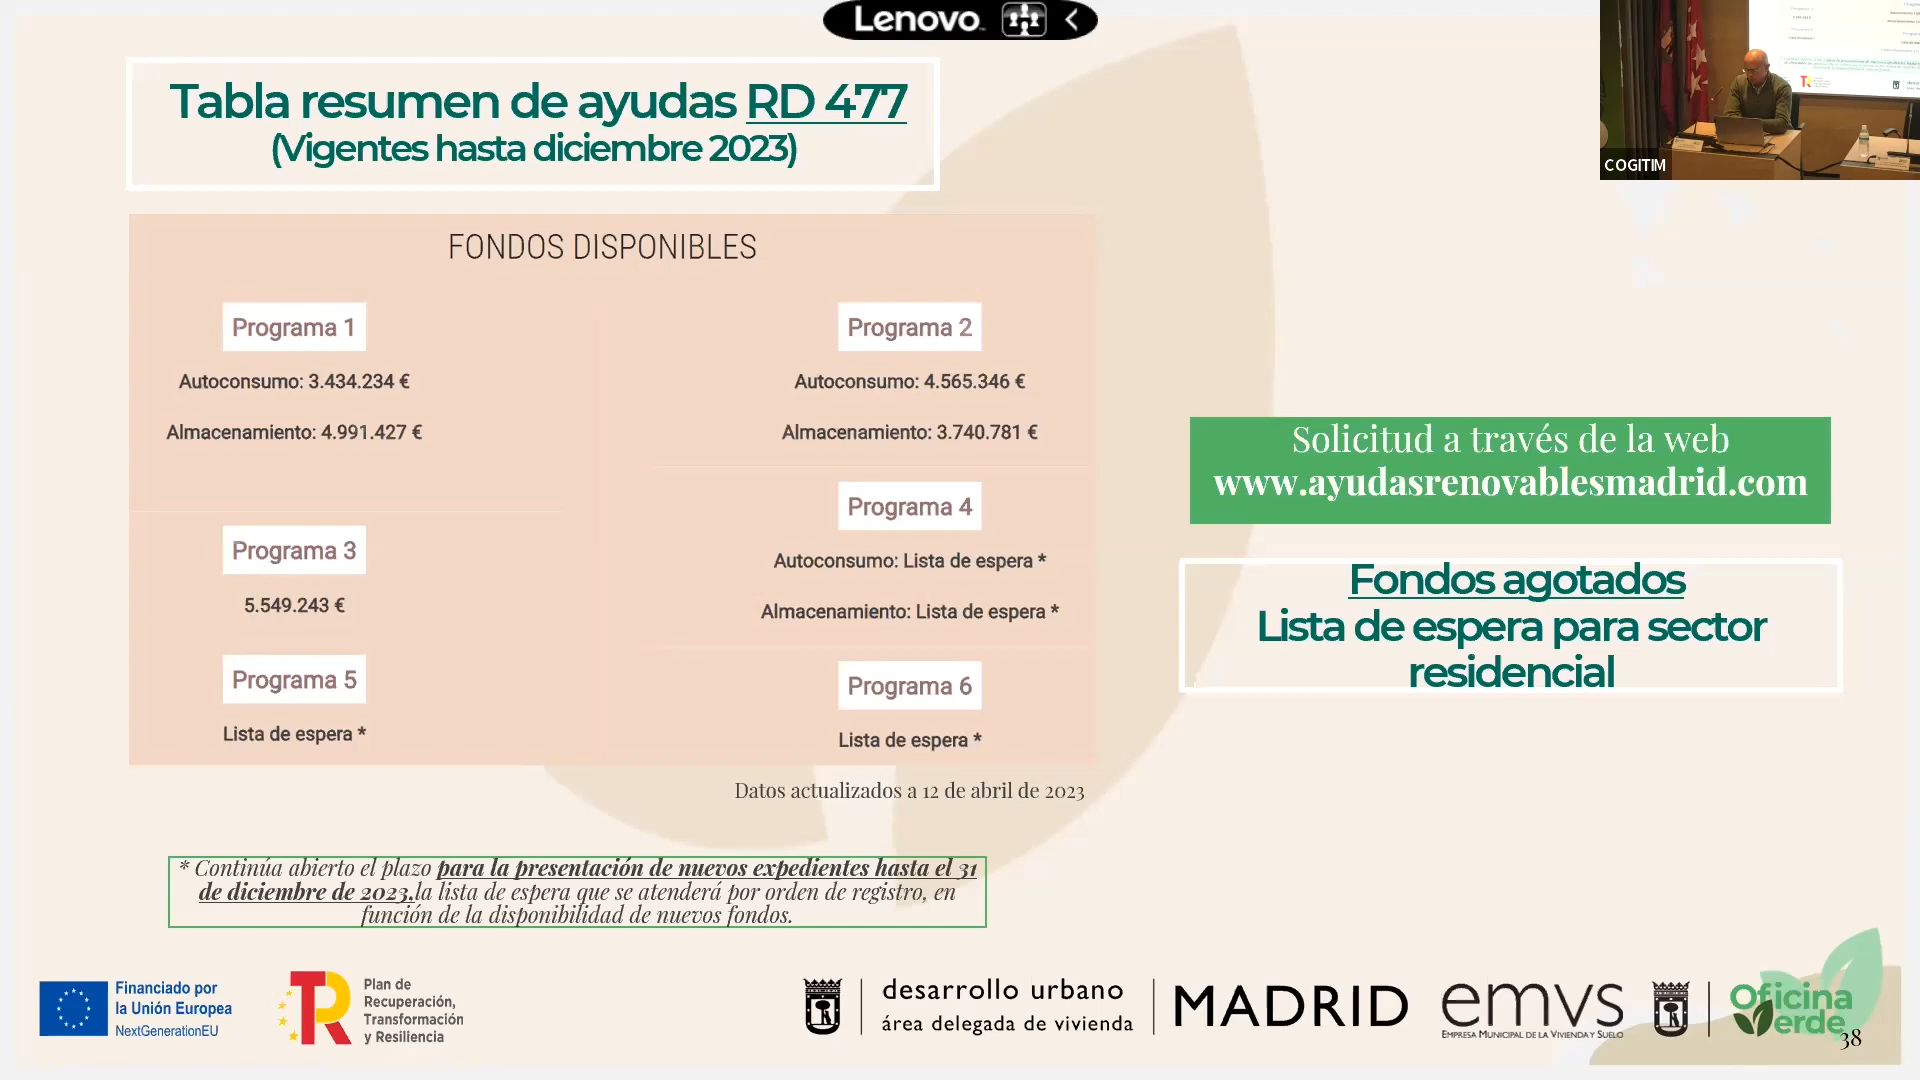 Lenovo
COGITIM
Tabla resumen de ayudas RD 477
(Vigentes hasta diciembre 2023)
FONDOS DISPONIBLES
Programa 1
Autoconsumo: 3.434.234 €
Almacenamiento: 4.991.427 €
Programa 2
Autoconsumo: 4.565.346 €
Almacenamiento: 3.740.781 €
Programa 3
5.549.243 €
Programa 4
Autoconsumo: Lista de espera *
Almacenamiento: Lista de espera *
Programa 5
Lista de espera *
Programa 6
Lista de espera *
Datos actualizados a 12 de abril de 2023
Solicitud a través de la web
www.ayudasrenovablesmadrid.com
Fondos agotados
Lista de espera para sector
residencial
* Continúa abierto el plazo para la presentación de nuevos expedientes hasta el 31
de diciembre de 2023,la lista de espera que se atenderá por orden de registro, en
función de la disponibilidad de nuevos fondos.
Financiado por
la Unión Europea
NextGenerationEU
Plan de
Recuperación,
Transformación
y Resiliencia
desarrollo urbano
área delegada de vivienda
MADRID
emvs
Empresa Municipal de la Vivienda y Suelo
Oficina
Verde
38